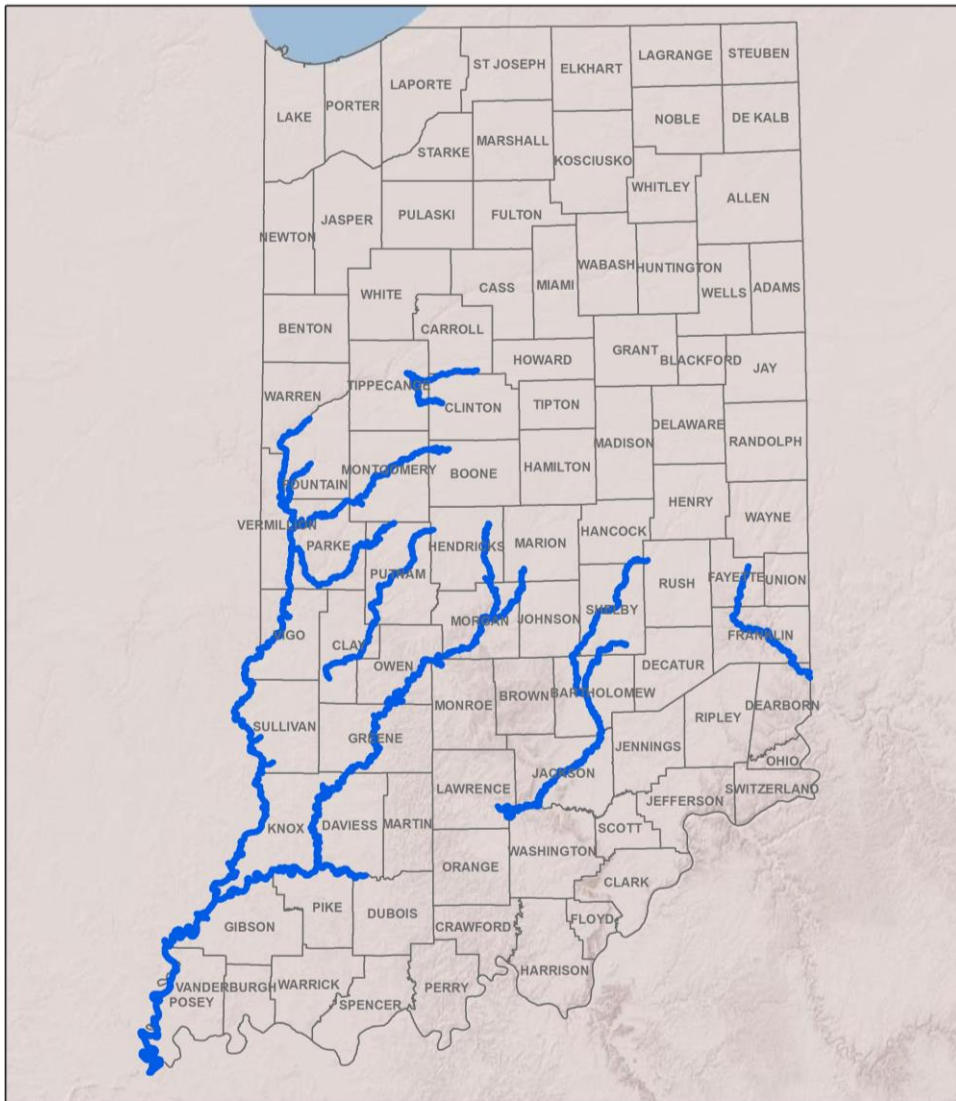 LAGRANGE
STEUBEN
ST JOSEPH
ELKHART
LAPORTE
PORTER
LAKE
NOBLE
DE KALB
MARSHALL
STARKE
KOSCIUSKO
WHITLEY
ALLEN
JASPER
PULASKI
FULTON
NEWTON
WABASH
HUNTINGTON
MIAMI
CASS
WHITE
WELLS
ADAMS
BENTON
CARROLL
GRANT
HOWARD
BLACKFORD
JAY
TIPPECANOE
WARREN
CLINTON
TIPTON
DELAWARE
MADISON
RANDOLPH
MONTGOMERY
BOONE
HAMILTON
FOUNTAIN
HENRY
VERMILLION
WAYNE
HANCOCK
PARKE
HENDRICKS
MARION
PUTNAM
RUSH
FAYETTE
UNION
SHELBY
MORGAN
JOHNSON
VIGO
FRANKLIN
CLAY
OWEN
DECATUR
BROWN
BARTHOLOMEW
MONROE
DEARBORN
SULLIVAN
RIPLEY
GREENE
JENNINGS
OHIO
JACKSON
LAWRENCE
SWITZERLAND
JEFFERSON
KNOX
DAVIESS
MARTIN
SCOTT
WASHINGTON
ORANGE
CLARK
PIKE
DUBOIS
FLOYD
GIBSON
CRAWFORD
HARRISON
VANDERBURGH
WARRICK
PERRY
POSEY
SPENCER